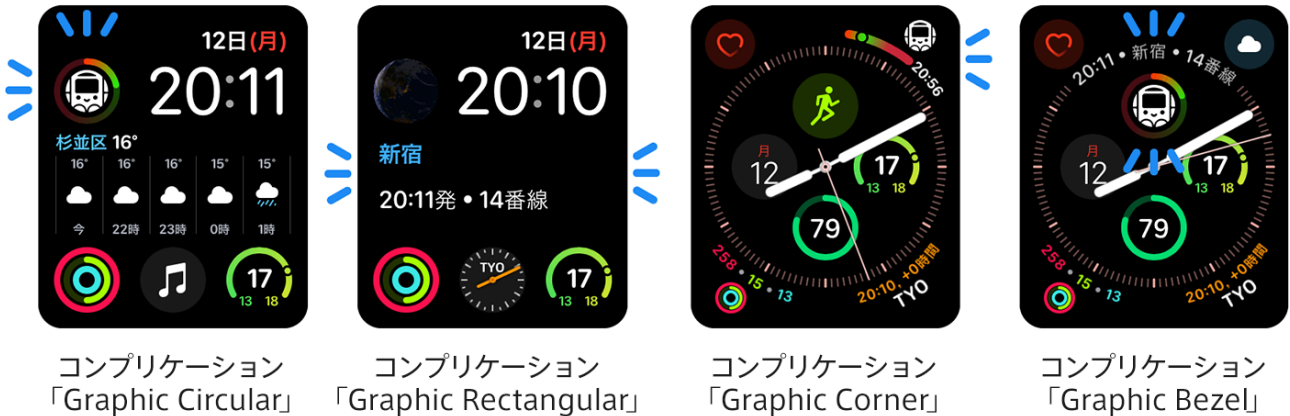 12日(月)
20:11
杉並区 16°
16° 16° 16° 15° 15°
今 22時 23時 0時 1時
17
13 18
コンプリケーション
「Graphic Circular」
12日(月)
20:10
新宿
20:11発 • 14番線
TYO
17
13 18
コンプリケーション
「Graphic Rectangular」
20:56
月
12
17
13 18
79
258 • 15 • 13
20:10, +0時間
TYO
コンプリケーション
「Graphic Corner」
20:11 • 新宿 • 14番線
月
12
17
13 18
79
258 • 15 • 13
20:10, +0時間
TYO
コンプリケーション
「Graphic Bezel」